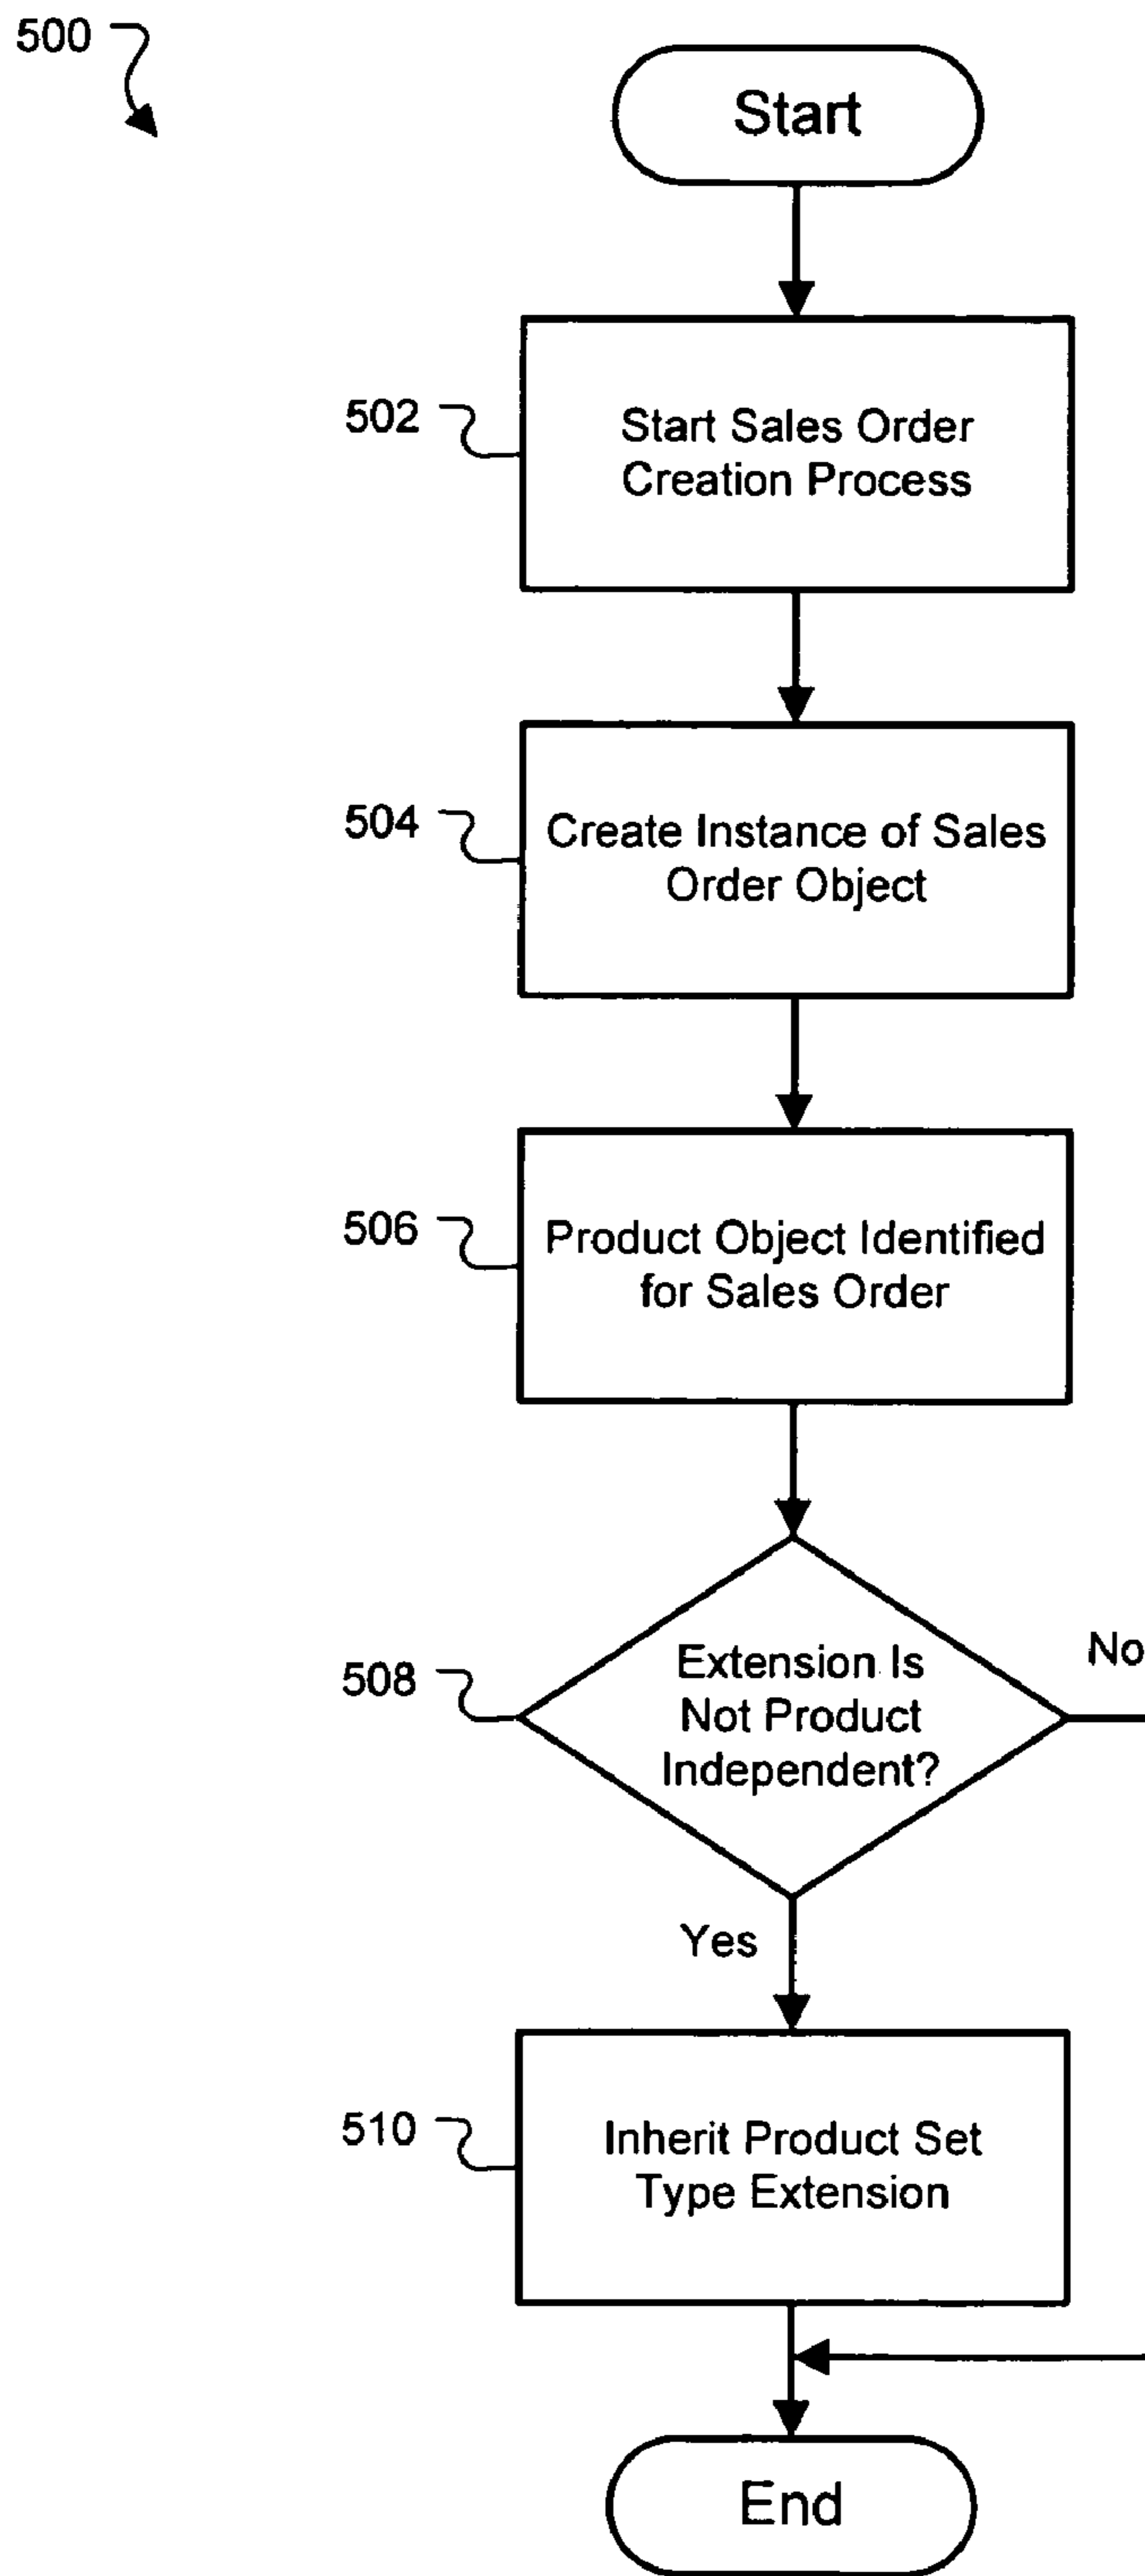 500
Start
502
Start Sales Order
Creation Process
504
Create Instance of Sales
Order Object
506
Product Object Identified
for Sales Order
508
Extension Is
Not Product
Independent?
No
Yes
510
Inherit Product Set
Type Extension
End